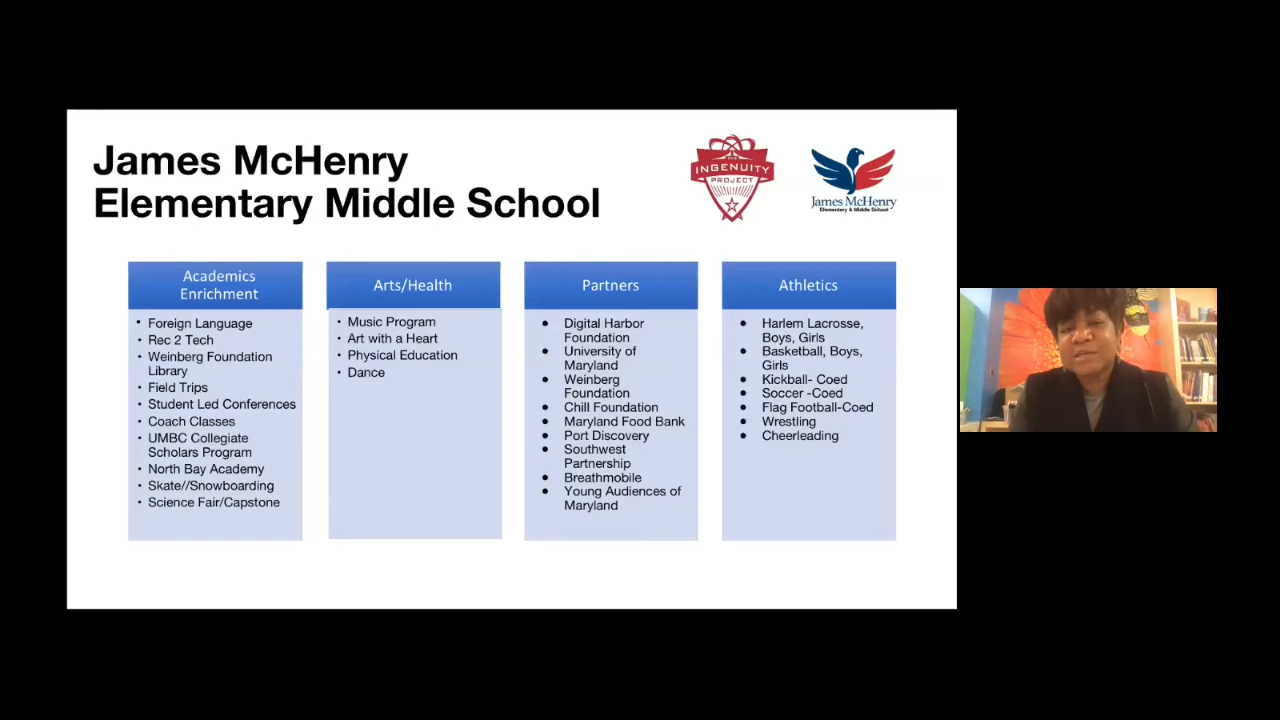 James McHenry
Elementary Middle School
THE
INGENUITY
PROJECT
James McHenry
Elementary & Middle School
Academics
Enrichment
• Foreign Language
• Rec 2 Tech
• Weinberg Foundation
Library
• Field Trips
• Student Led Conferences
• Coach Classes
• UMBC Collegiate
Scholars Program
• North Bay Academy
• Skate//Snowboarding
• Science Fair/Capstone
Arts/Health
• Music Program
• Art with a Heart
• Physical Education
• Dance
Partners
● Digital Harbor
Foundation
● University of
Maryland
● Weinberg
Foundation
● Chill Foundation
● Maryland Food Bank
● Port Discovery
● Southwest
Partnership
● Breathmobile
● Young Audiences of
Maryland
Athletics
● Harlem Lacrosse,
Boys, Girls
● Basketball, Boys,
Girls
● Kickball- Coed
● Soccer -Coed
● Flag Football-Coed
● Wrestling
● Cheerleading